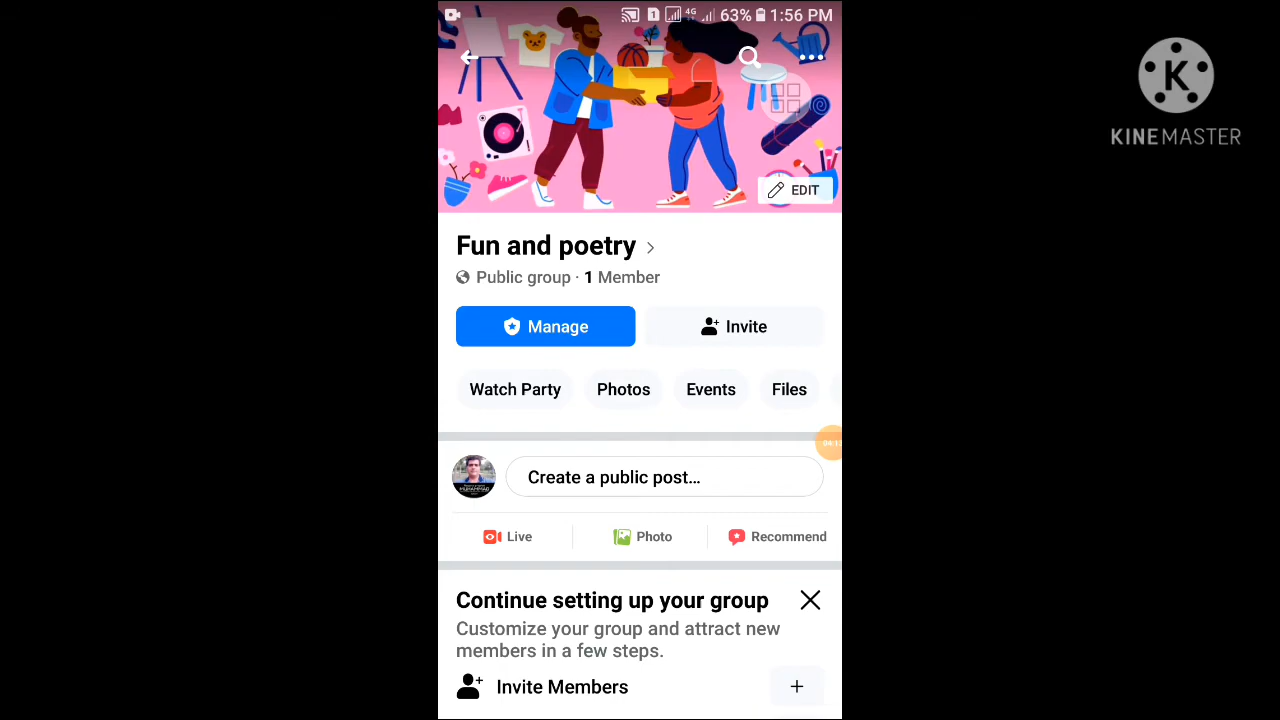 4G 63% 1:56 PM
KINEMASTER
EDIT
Fun and poetry
Public group · 1 Member
Manage
Invite
Watch Party
Photos
Events
Files
Create a public post...
Live
Photo
Recommend
Continue setting up your group
Customize your group and attract new
members in a few steps.
Invite Members